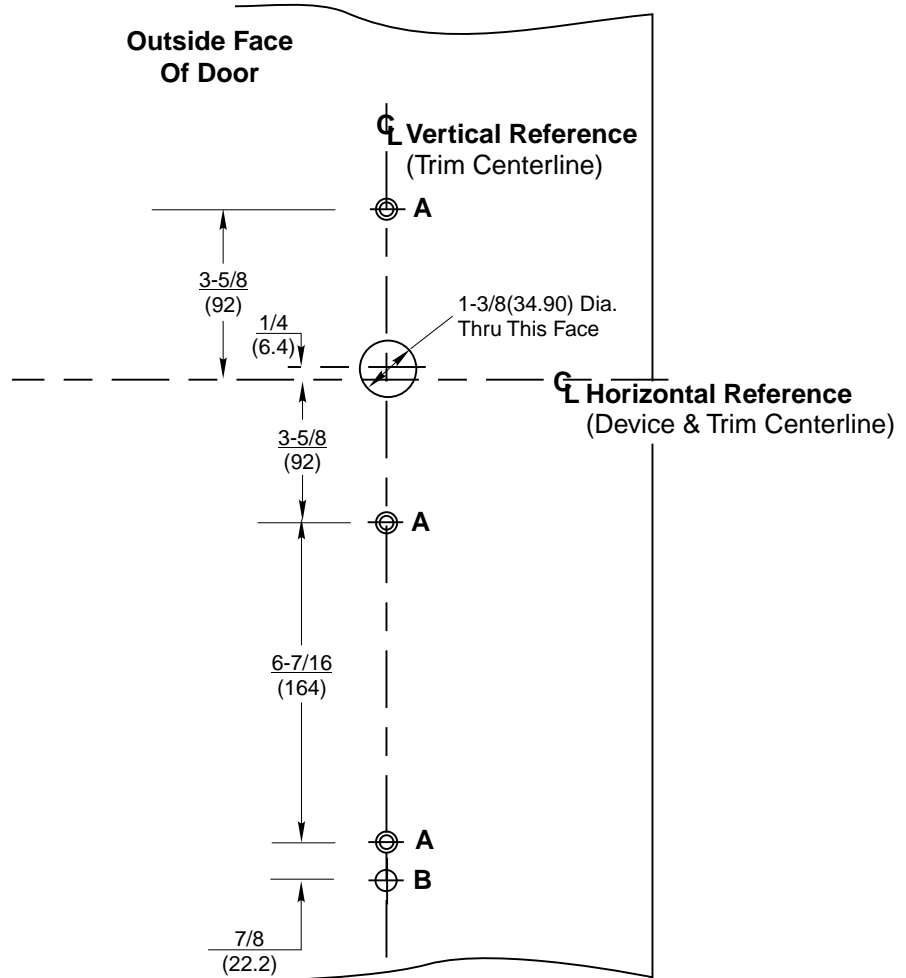 Outside Face
Of Door
℄ Vertical Reference
(Trim Centerline)
A
3-5/8
(92)
1-3/8(34.90) Dia.
Thru This Face
1/4
(6.4)
℄ Horizontal Reference
(Device & Trim Centerline)
3-5/8
(92)
A
6-7/16
(164)
A
B
7/8
(22.2)